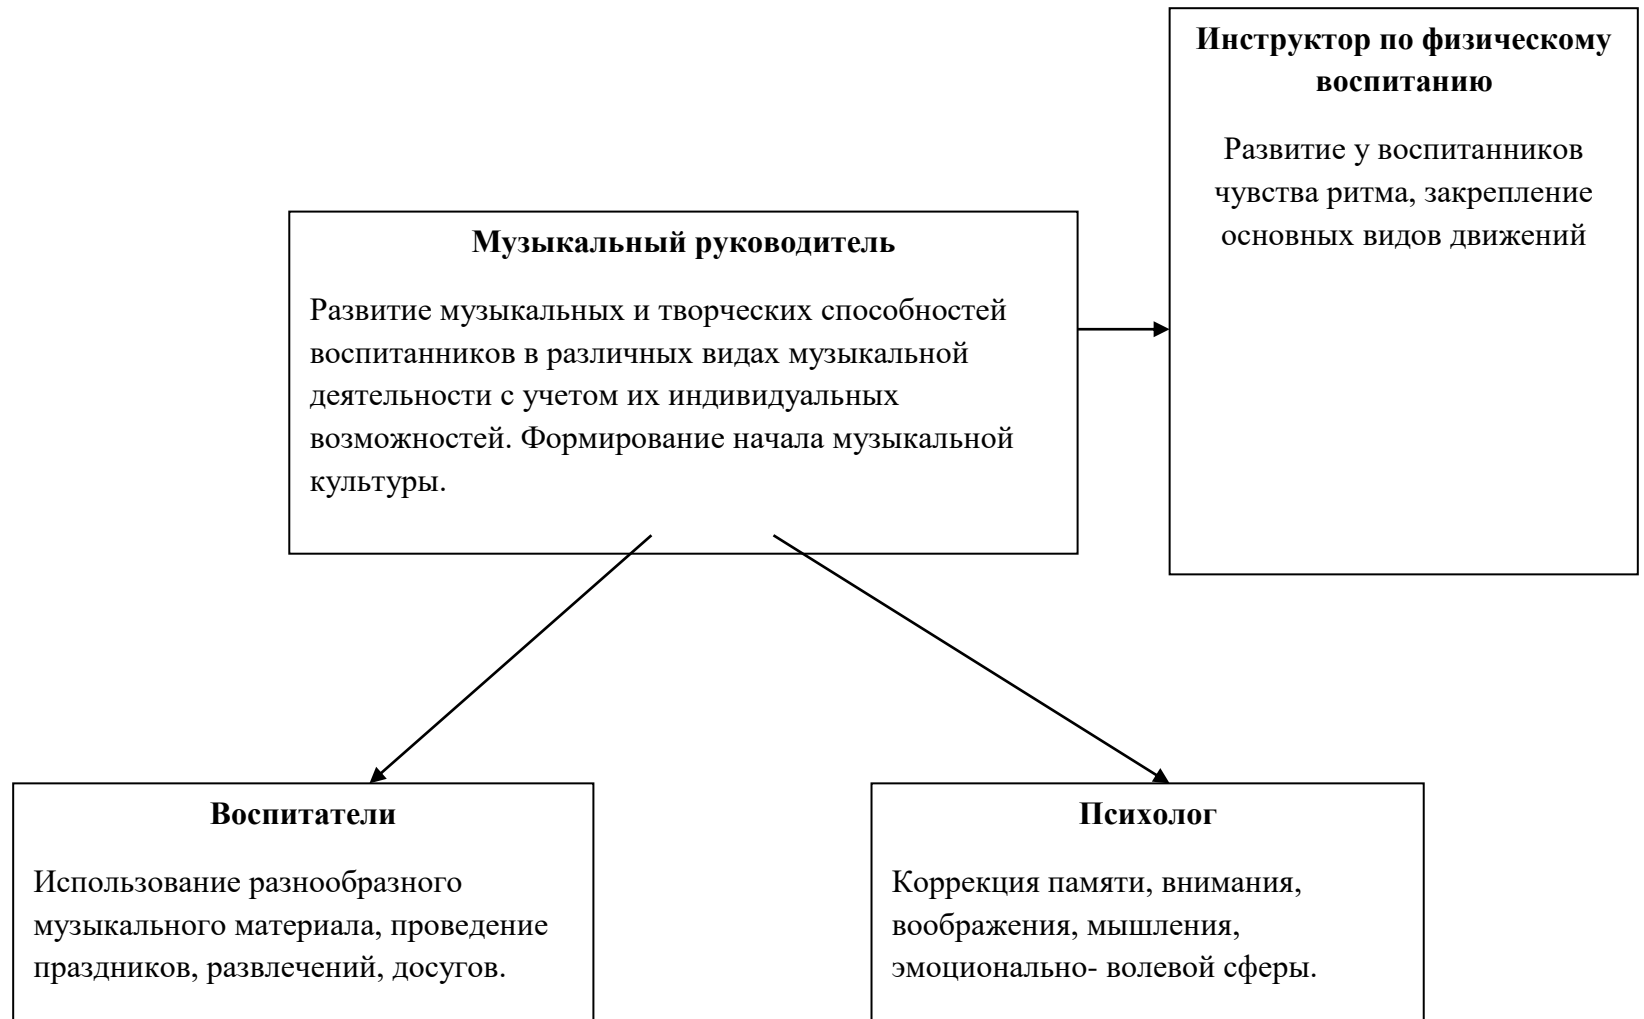 Инструктор по физическому
воспитанию
Развитие у воспитанников
чувства ритма, закрепление
основных видов движений
Музыкальный руководитель
Развитие музыкальных и творческих способностей
воспитанников в различных видах музыкальной
деятельности с учетом их индивидуальных
возможностей. Формирование начала музыкальной
культуры.
Воспитатели
Использование разнообразного
музыкального материала, проведение
праздников, развлечений, досугов.
Психолог
Коррекция памяти, внимания,
воображения, мышления,
эмоционально- волевой сферы.